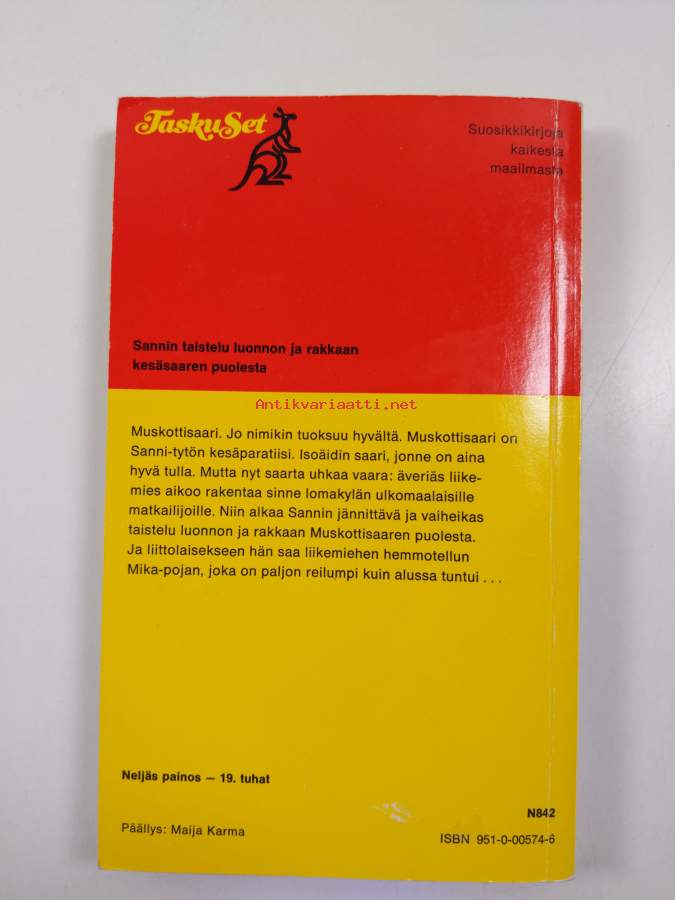 TaskuSet
Suosikkikirjoja
kaikesta
maailmasta
Sannin taistelu luonnon ja rakkaan
kesäsaaren puolesta
Antikvariaatti.net
Muskottisaari. Jo nimikin tuoksuu hyvältä. Muskottisaari on
Sanni-tytön kesäparatiisi. Isoäidin saari, jonne on aina
hyvä tulla. Mutta nyt saarta uhkaa vaara: äveriäs liike-
mies aikoo rakentaa sinne lomakylän ulkomaalaisille
matkailijoille. Niin alkaa Sannin jännittävä ja vaiheikas
taistelu luonnon ja rakkaan Muskottisaaren puolesta.
Ja liittolaisekseen hän saa liikemiehen hemmotellun
Mika-pojan, joka on paljon reilumpi kuin alussa tuntui ...
Neljäs painos – 19. tuhat
N842
Päällys: Maija Karma
ISBN 951-0-00574-6